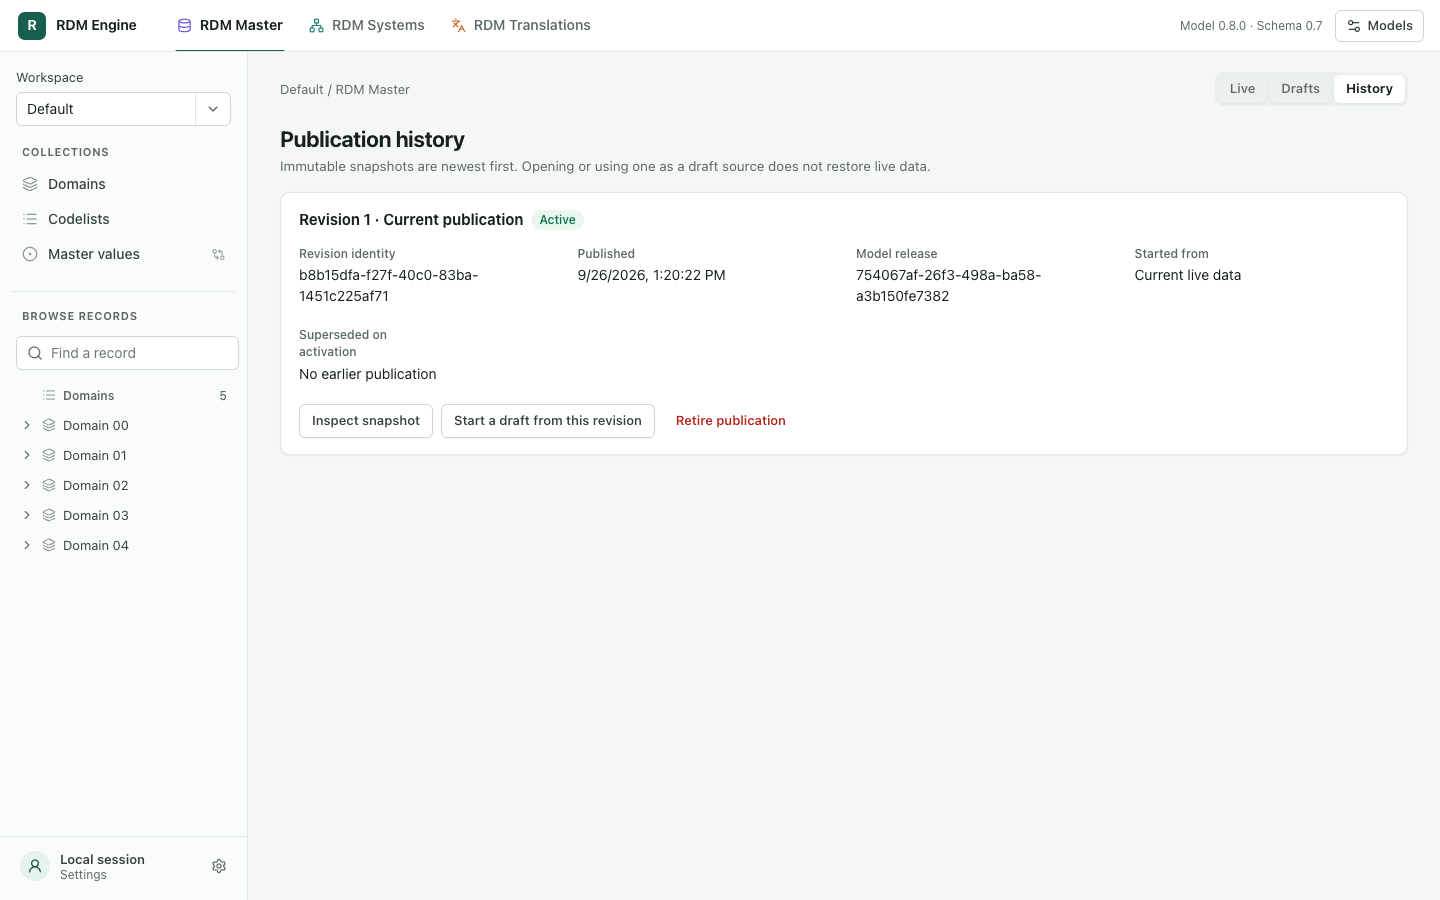 R RDM Engine RDM Master RDM Systems RDM Translations Model 0.8.0 · Schema 0.7 Models
Workspace
Default
COLLECTIONS
Domains
Codelists
Master values
BROWSE RECORDS
Find a record
Domains 5
Domain 00
Domain 01
Domain 02
Domain 03
Domain 04
Local session
Settings
Default / RDM Master Live Drafts History
Publication history
Immutable snapshots are newest first. Opening or using one as a draft source does not restore live data.
Revision 1 · Current publication Active
Revision identity Published Model release Started from
b8b15dfa-f27f-40c0-83ba- 9/26/2026, 1:20:22 PM 754067af-26f3-498a-ba58- Current live data
1451c225af71 a3b150fe7382
Superseded on
activation
No earlier publication
Inspect snapshot Start a draft from this revision Retire publication